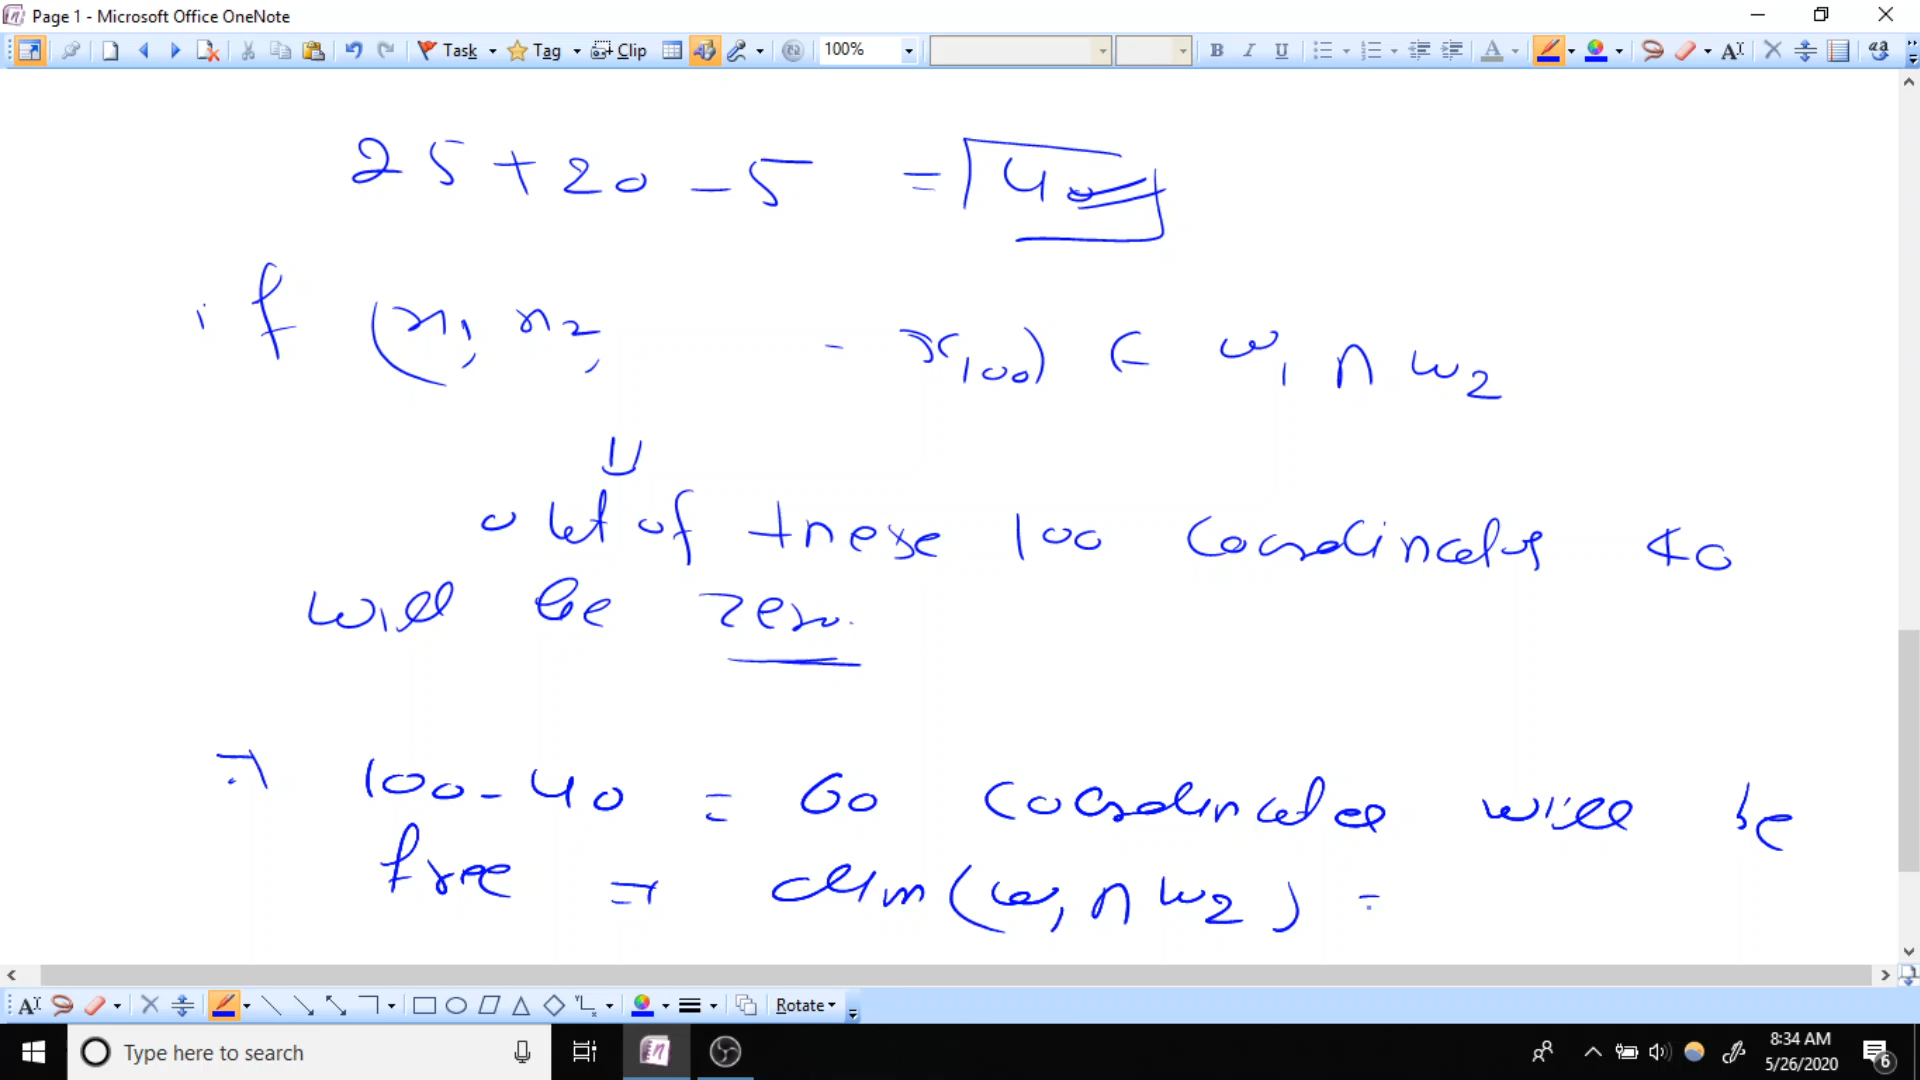 Page 1 - Microsoft Office OneNote
Task Tag Clip 100% B I U
25 + 20 - 5 = 40
if (x1, x2, - x100) ∈ w1 ∩ w2
⇓
out of these 100 coordinates 40
will be zero.
⇒ 100 - 40 = 60 coordinates will be
free ⇒ dim(w1 ∩ w2) =
Rotate
Type here to search
8:34 AM
5/26/2020
6